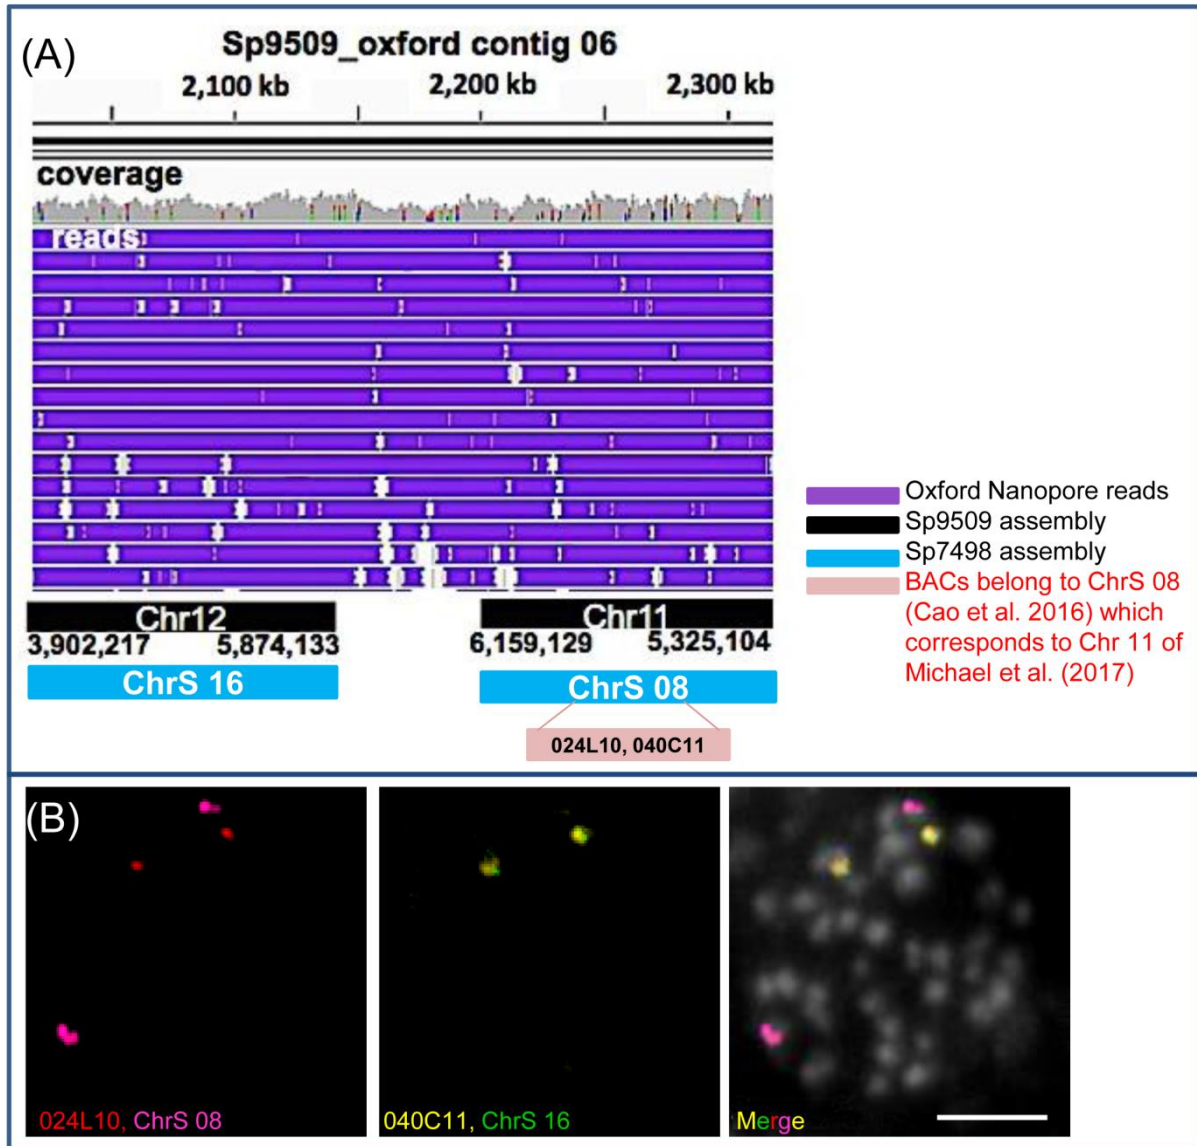 (A)
Sp9509_oxford contig 06
2,100 kb 2,200 kb 2,300 kb
coverage
reads
Chr12 Chr11
3,902,217 5,874,133 6,159,129 5,325,104
ChrS 16 ChrS 08
024L10, 040C11
Oxford Nanopore reads
Sp9509 assembly
Sp7498 assembly
BACs belong to ChrS 08
(Cao et al. 2016) which
corresponds to Chr 11 of
Michael et al. (2017)
(B)
024L10, ChrS 08
040C11, ChrS 16
Merge